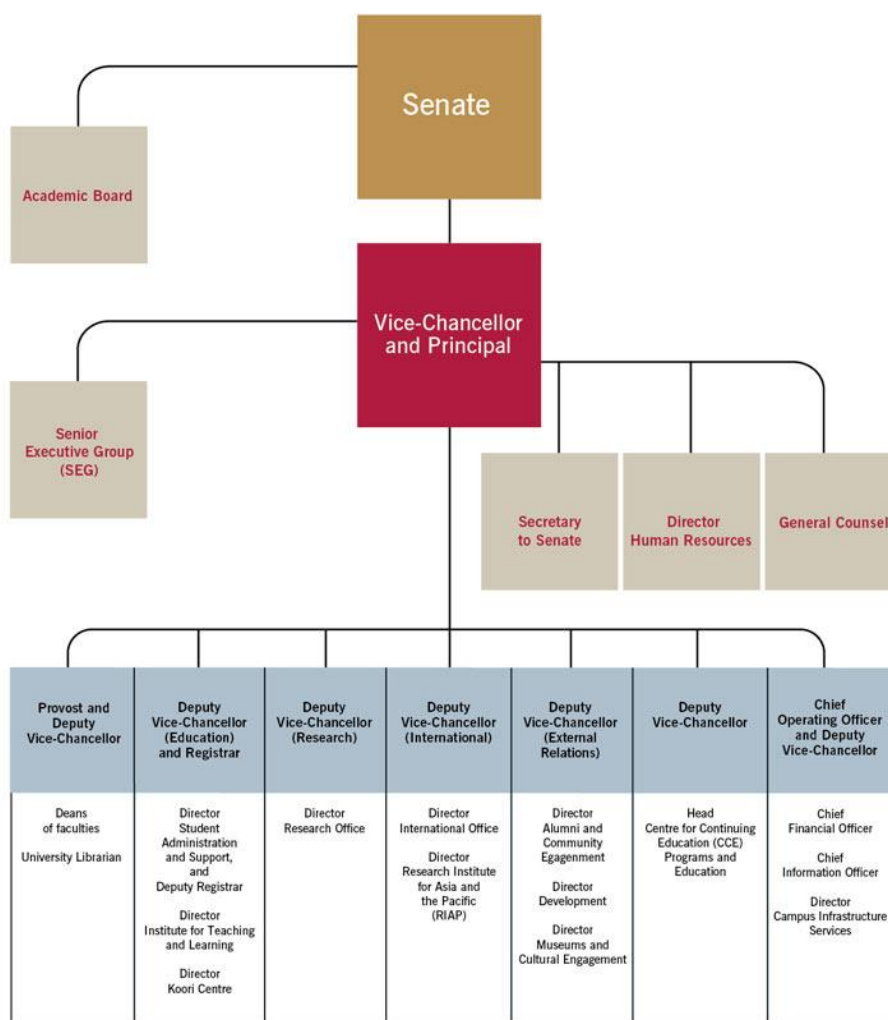 Senate
Academic Board
Vice-Chancellor
and Principal
Senior
Executive Group
(SEG)
Secretary
to Senate
Director
Human Resources
General Counsel
Provost and
Deputy
Vice-Chancellor
Deputy
Vice-Chancellor
(Education)
and Registrar
Deputy
Vice-Chancellor
(Research)
Deputy
Vice-Chancellor
(International)
Deputy
Vice-Chancellor
(External
Relations)
Deputy
Vice-Chancellor
Chief
Operating Officer
and Deputy
Vice-Chancellor
Deans
of faculties
University Librarian
Director
Student
Administration
and Support,
and
Deputy Registrar
Director
Institute for Teaching
and Learning
Director
Koori Centre
Director
Research Office
Director
International Office
Director
Research Institute
for Asia and
the Pacific
(RIAP)
Director
Alumni and
Community
Egagenment
Director
Development
Director
Museums and
Cultural Engagement
Head
Centre for Continuing
Education (CCE)
Programs and
Education
Chief
Financial Officer
Chief
Information Officer
Director
Campus Infrastructure
Services